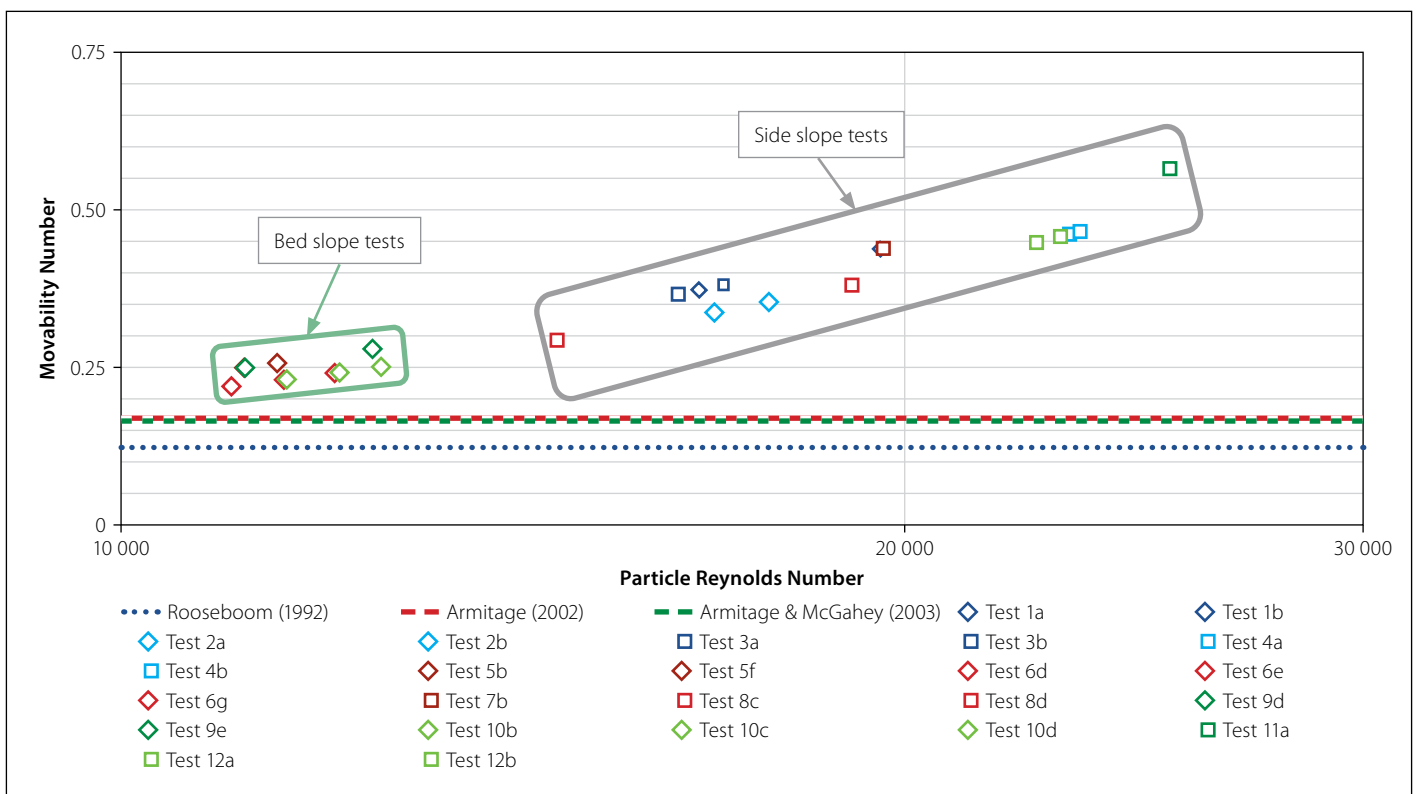 0.75
Side slope tests
0.50
Bed slope tests
Movability Number
0.25
0
10 000 20 000 30 000
Particle Reynolds Number
Rooseboom (1992) Armitage (2002) Armitage & McGahey (2003) Test 1a Test 1b
Test 2a Test 2b Test 3a Test 3b Test 4a
Test 4b Test 5b Test 5f Test 6d Test 6e
Test 6g Test 7b Test 8c Test 8d Test 9d
Test 9e Test 10b Test 10c Test 10d Test 11a
Test 12a Test 12b